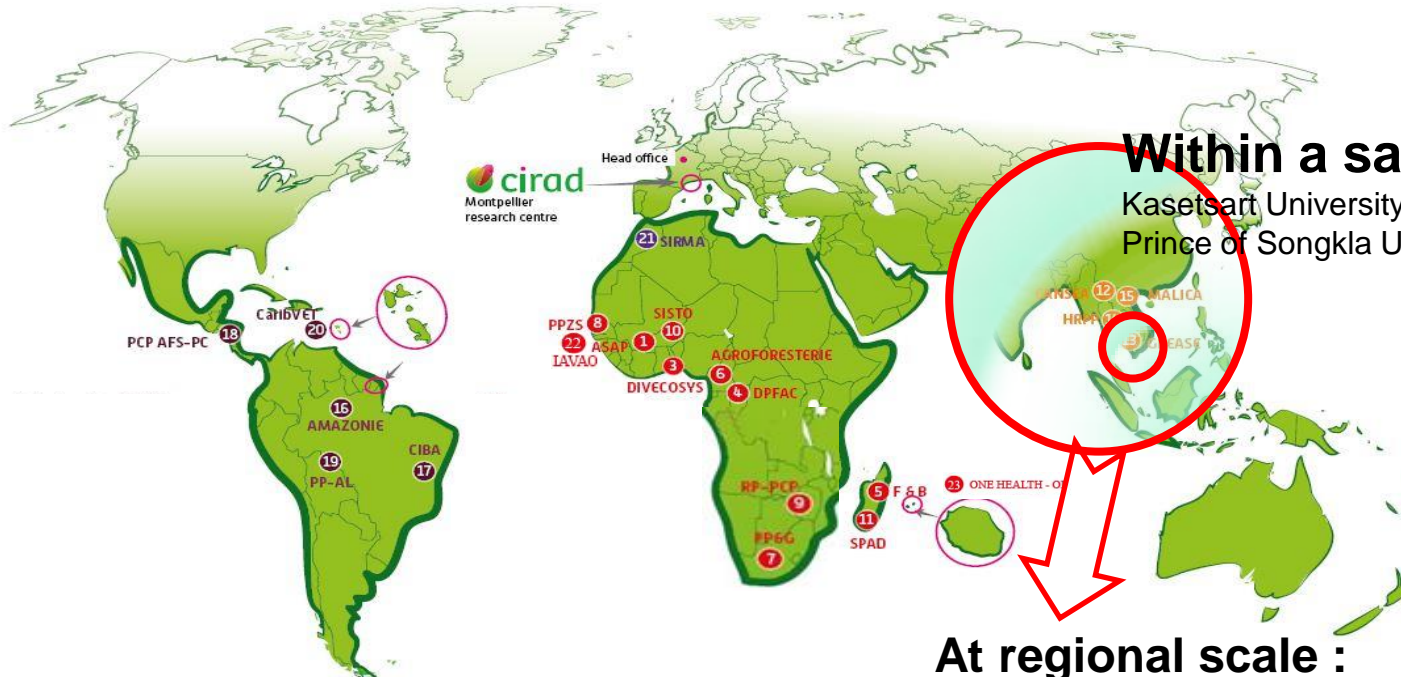 Head office
cirad
Montpellier
research centre
Within a sa
Kasetsart University
Prince of Songkla U
21 SIRMA
12
15 MALICA
HRPP
CaribVET
20
18
PCP AFS-PC
PPZS 8
22 ASAP 1
IAVAO
SISTO
10
3
DIVECOSYS
AGROFORESTERIE
6
4 DPFAC
16
AMAZONIE
CIBA
17
19
PP-AL
RP-PCP
9
5 F & B
23 ONE HEALTH - O
11
SPAD
PP&G
7
At regional scale :